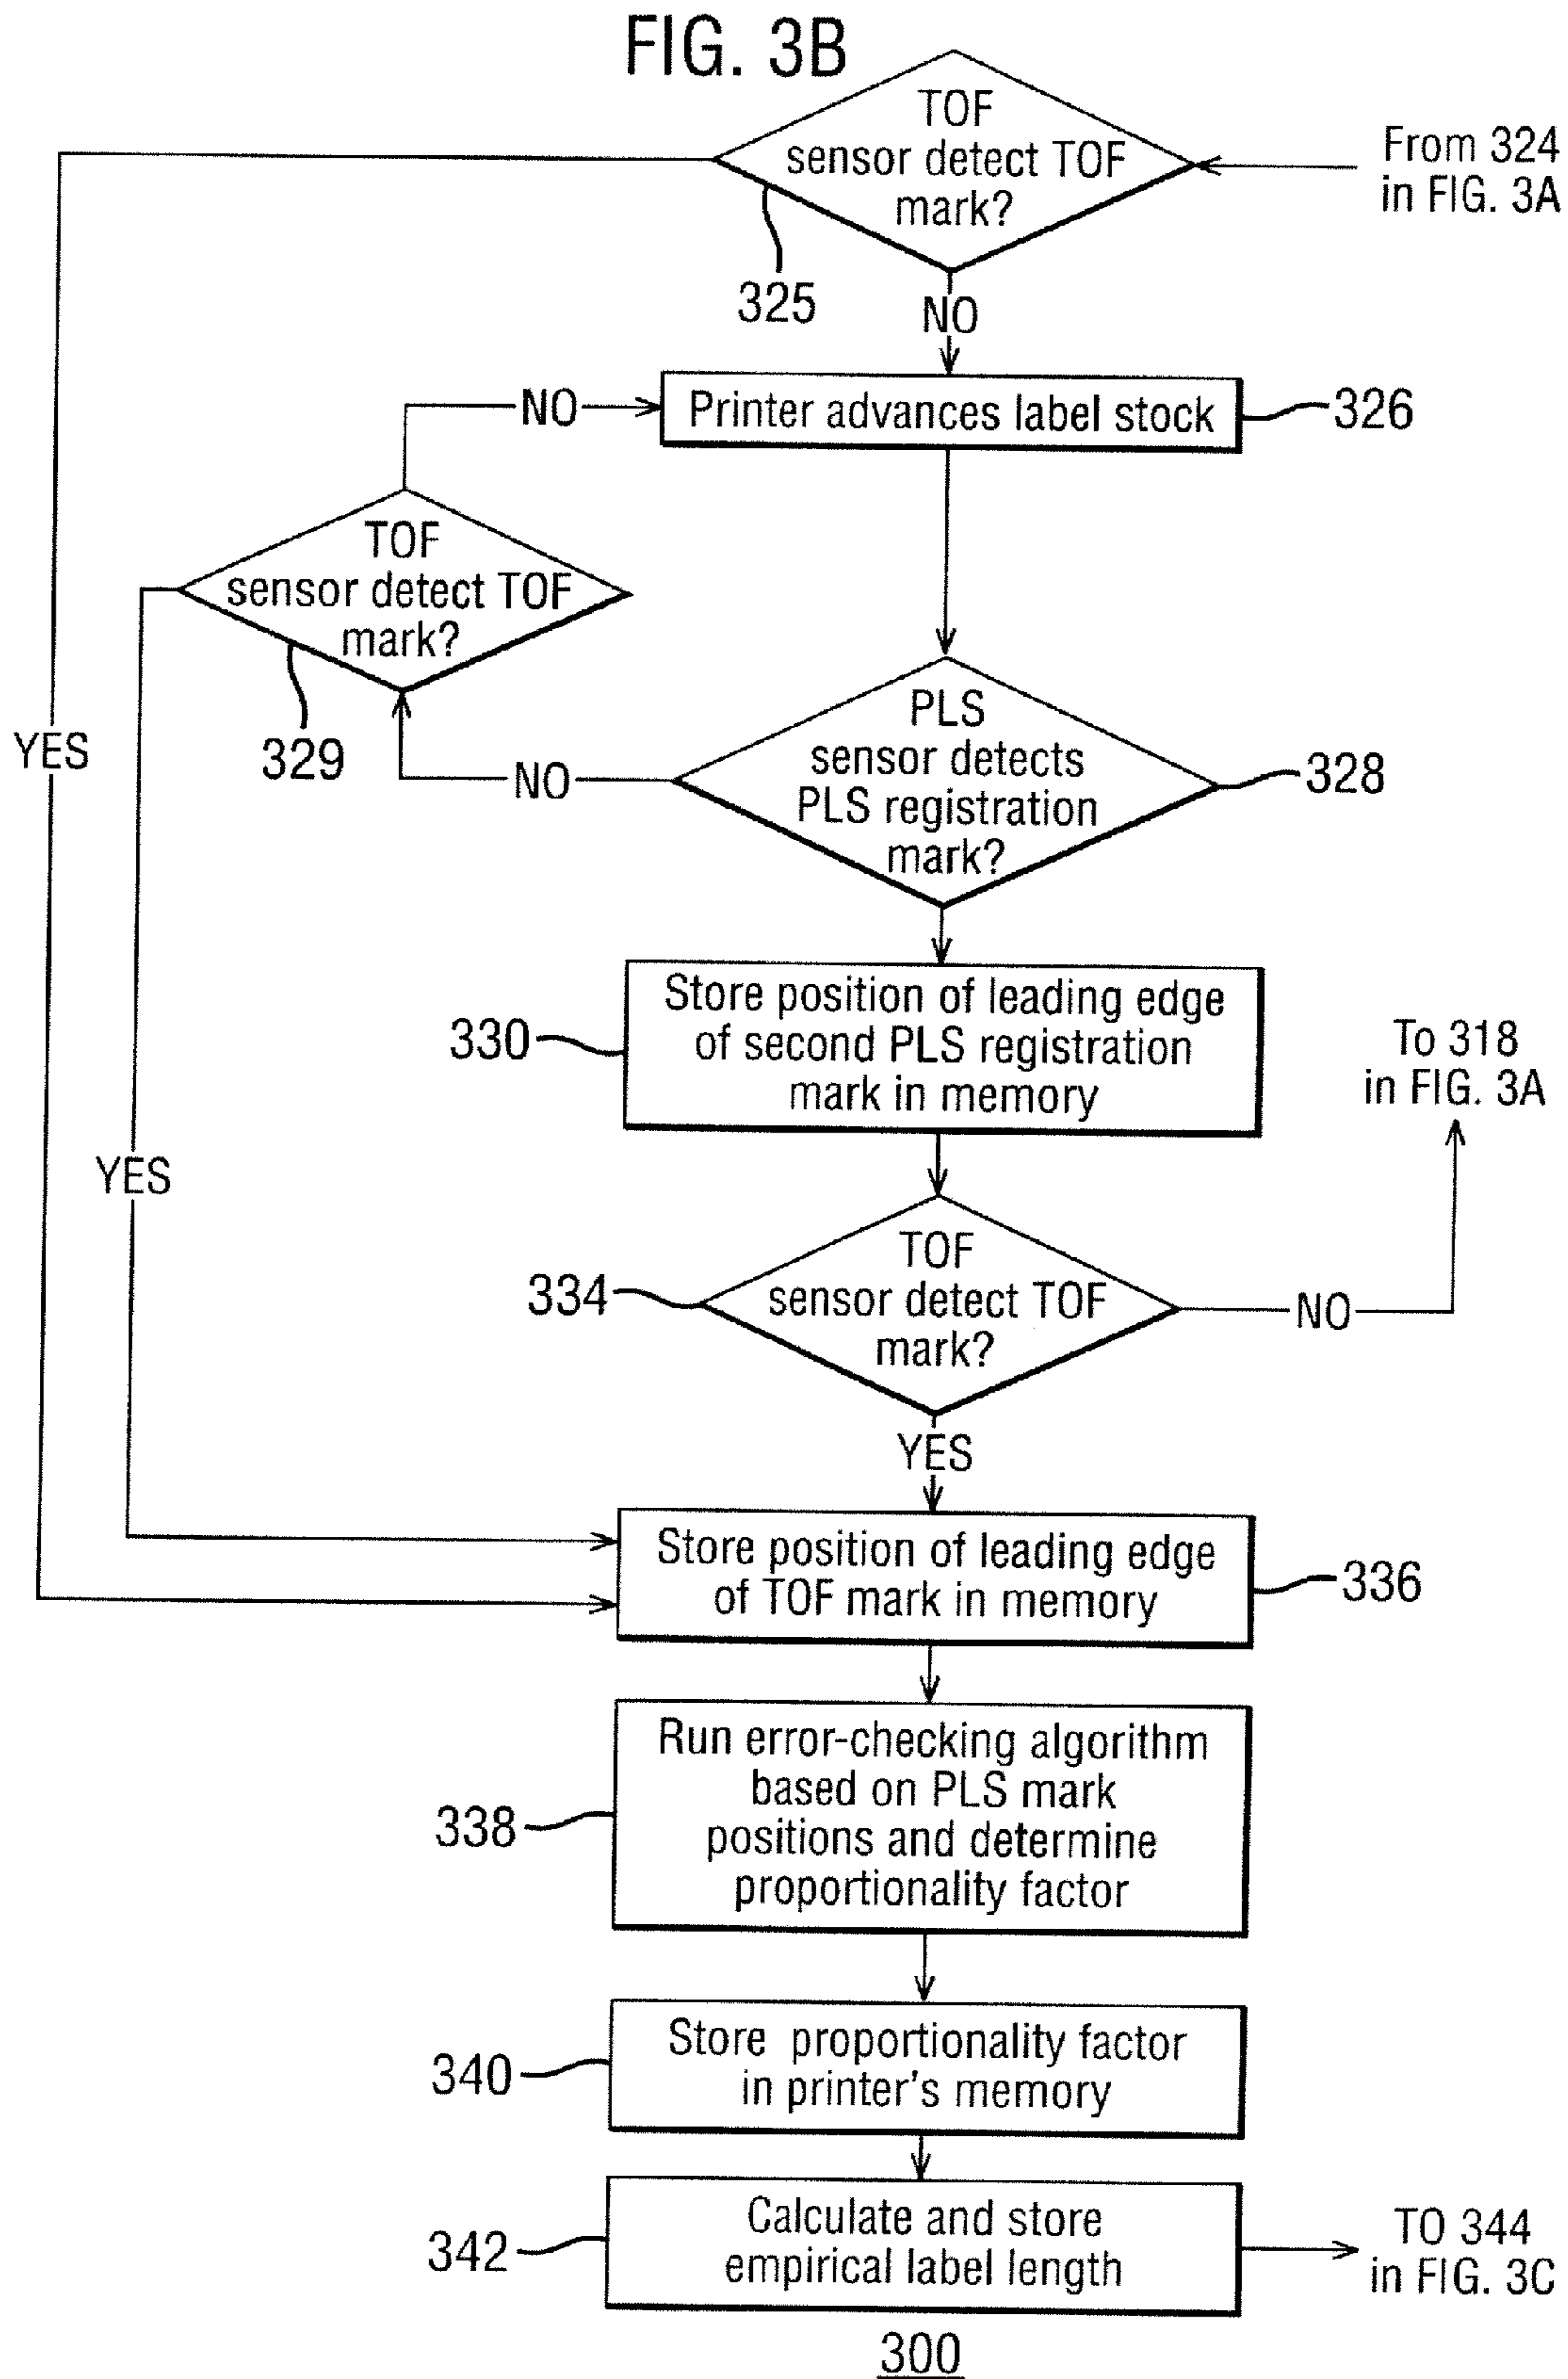 FIG. 3B
TOF
sensor detect TOF
mark?
From 324
in FIG. 3A
325
NO
Printer advances label stock
326
NO
TOF
sensor detect TOF
mark?
329
YES
NO
PLS
sensor detects
PLS registration
mark?
328
Store position of leading edge
of second PLS registration
mark in memory
330
To 318
in FIG. 3A
YES
TOF
sensor detect TOF
mark?
334
NO
YES
Store position of leading edge
of TOF mark in memory
336
Run error-checking algorithm
based on PLS mark
positions and determine
proportionality factor
338
Store proportionality factor
in printer's memory
340
Calculate and store
empirical label length
342
TO 344
in FIG. 3C
300